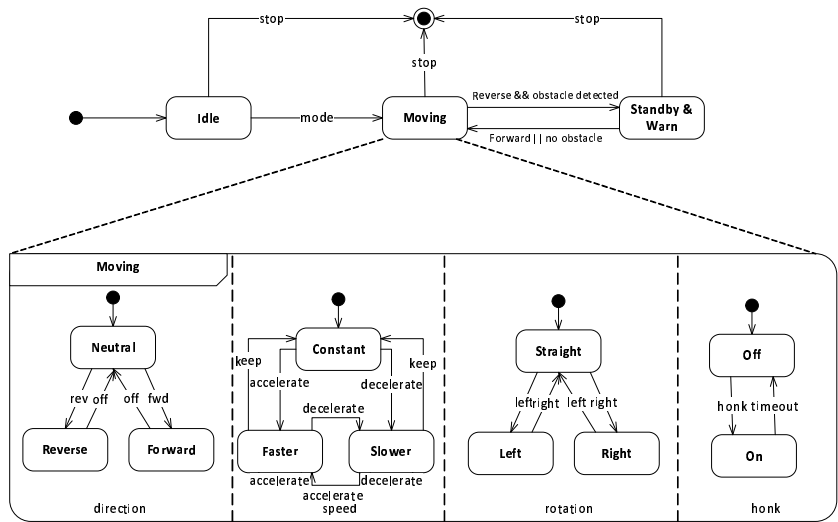 stop
stop
stop
Idle
mode
Moving
Reverse && obstacle detected
Forward || no obstacle
Standby &
Warn
Moving
Neutral
rev
off
off
fwd
Reverse
Forward
direction
Constant
keep
keep
accelerate
decelerate
decelerate
Faster
Slower
accelerate
decelerate
accelerate
speed
Straight
left
right
left
right
Left
Right
rotation
Off
honk
timeout
On
honk